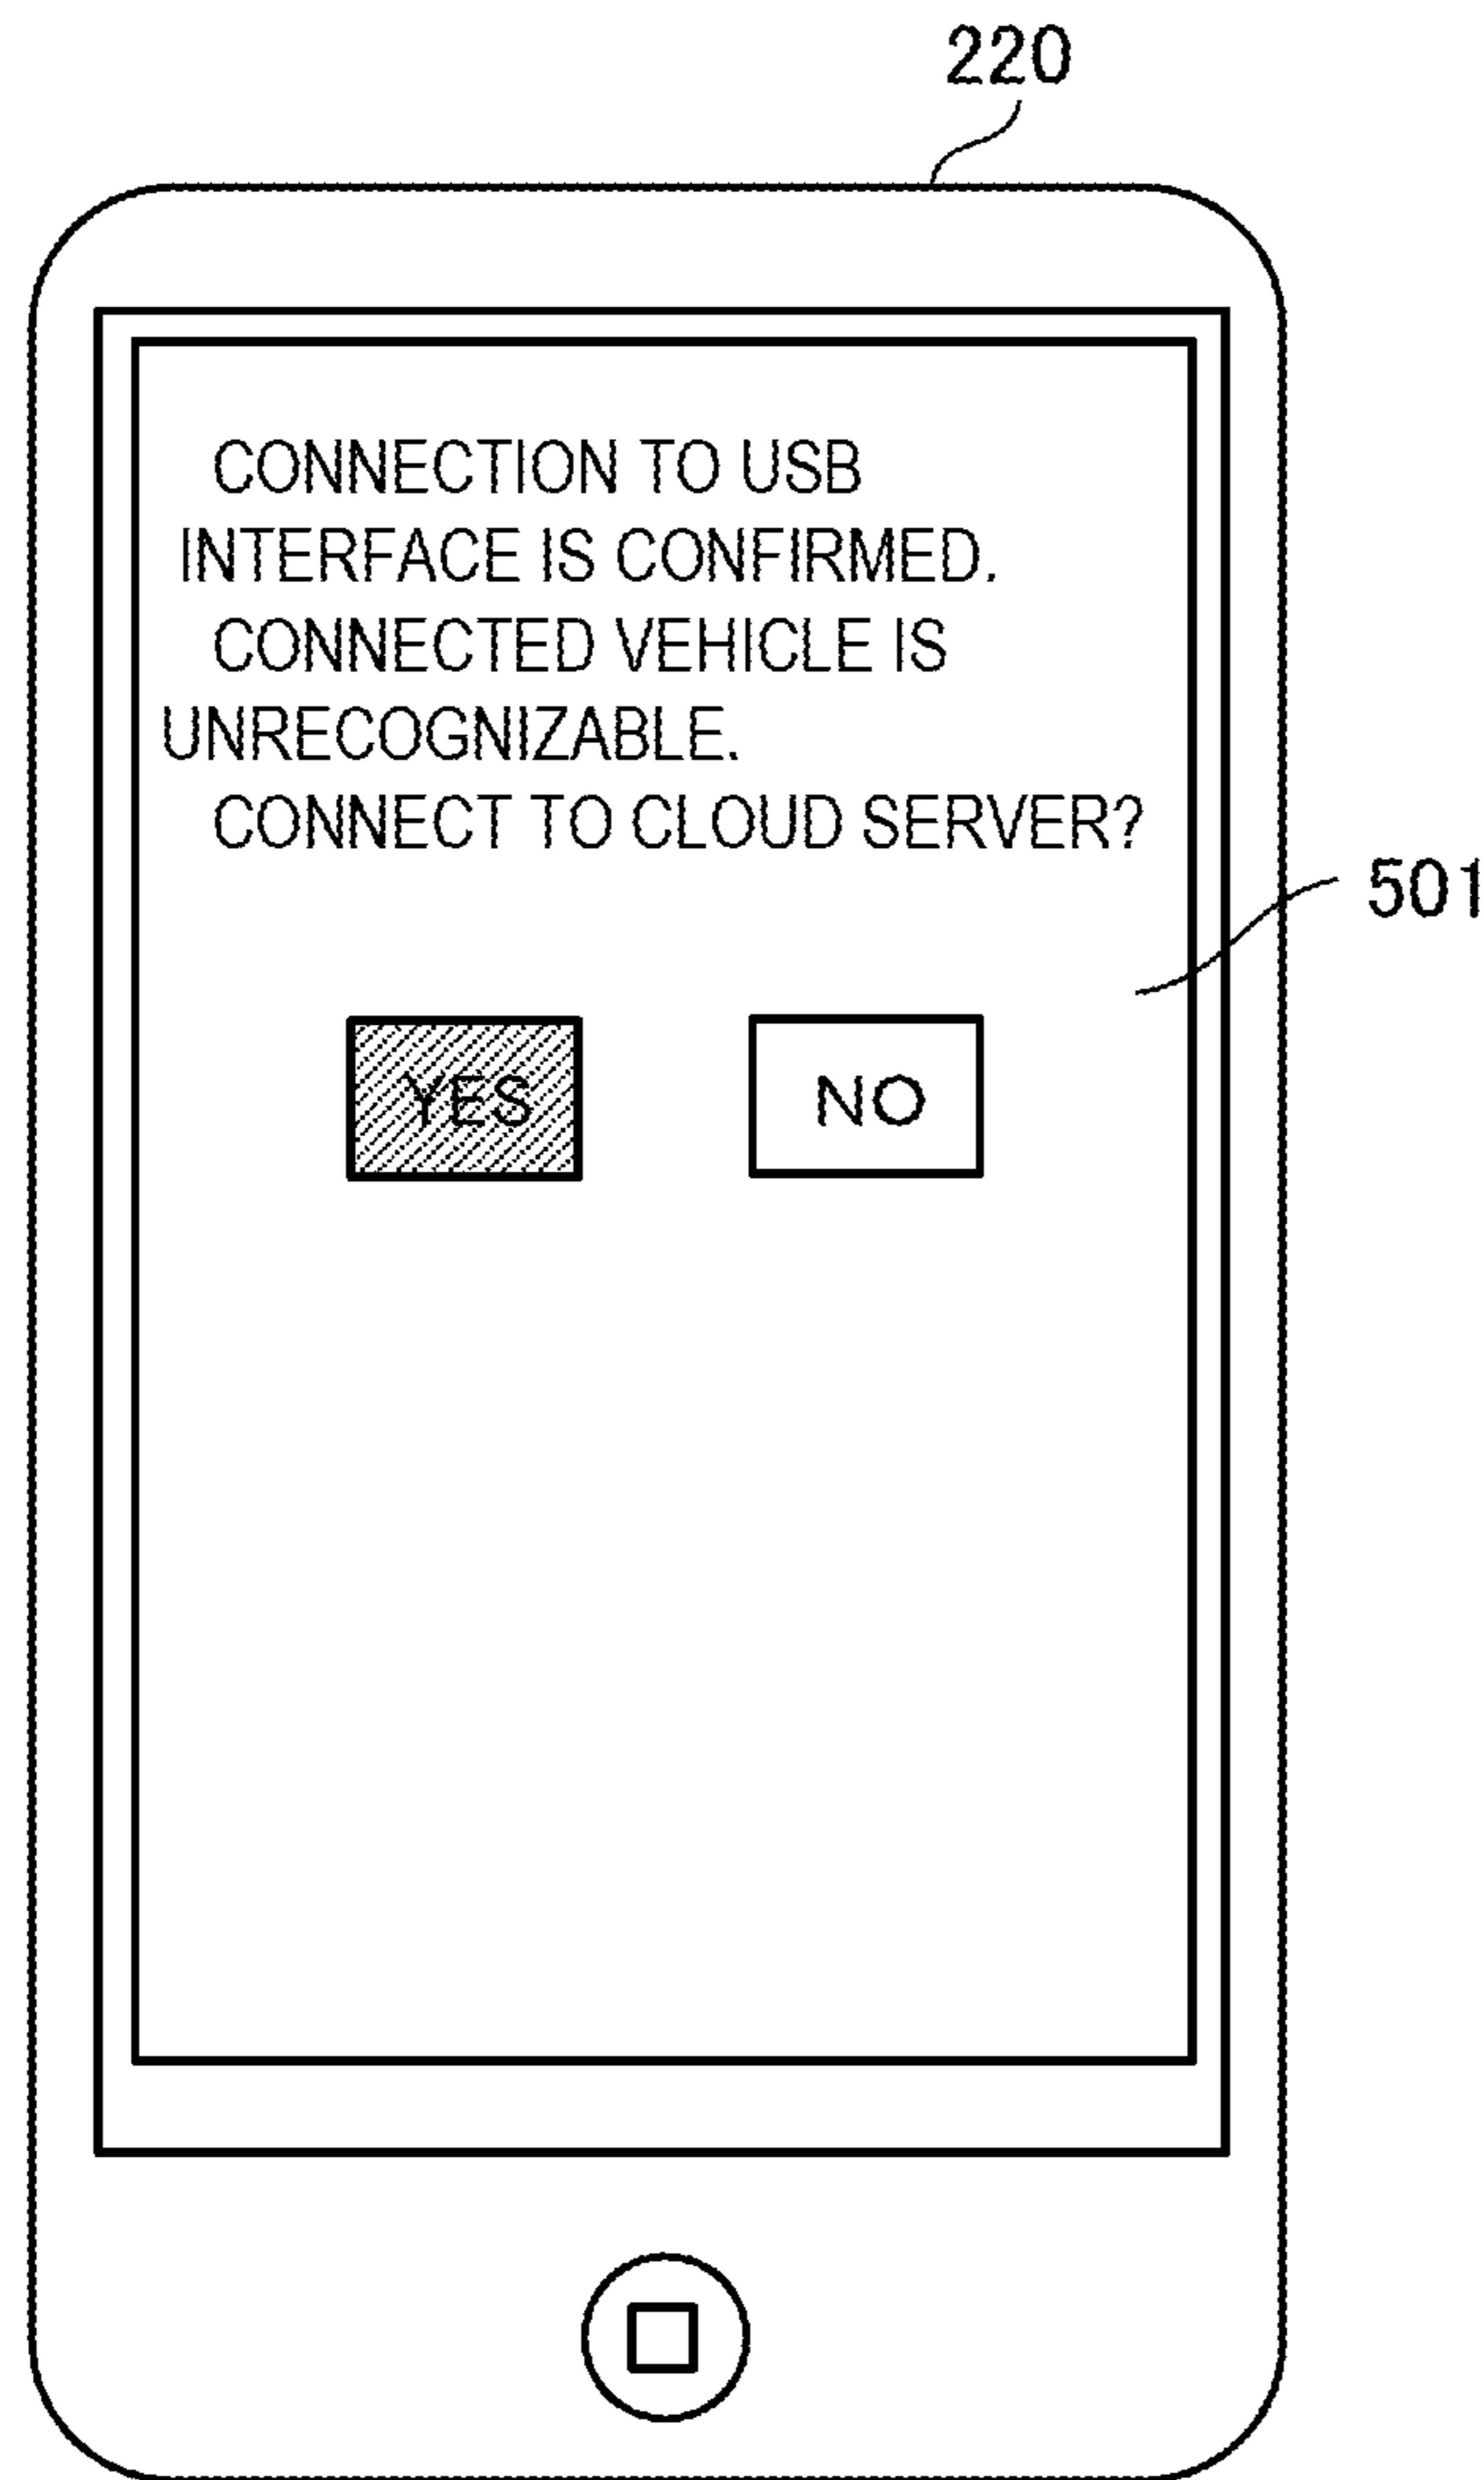 220
CONNECTION TO USB
INTERFACE IS CONFIRMED.
CONNECTED VEHICLE IS
UNRECOGNIZABLE.
CONNECT TO CLOUD SERVER?
501
YES NO